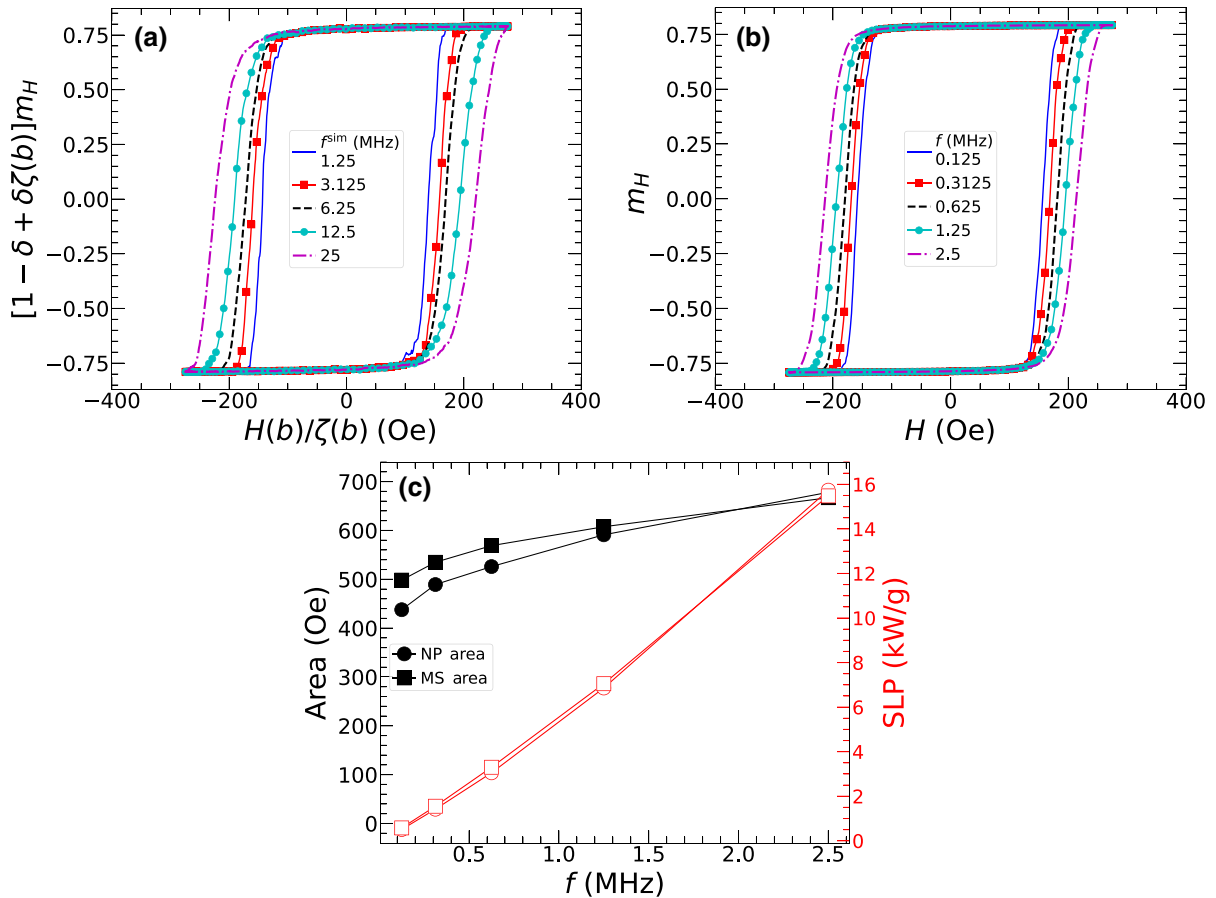 (a)
0.75
0.50
0.25
0.00
−0.25
−0.50
−0.75
[1 − δ + δζ(b)]m_H
f^sim (MHz)
1.25
3.125
6.25
12.5
25
−400 −200 0 200 400
H(b)/ζ(b) (Oe)
(b)
0.75
0.50
0.25
0.00
−0.25
−0.50
−0.75
m_H
f (MHz)
0.125
0.3125
0.625
1.25
2.5
−400 −200 0 200 400
H (Oe)
(c)
700
600
500
400
300
200
100
0
Area (Oe)
NP area
MS area
16
14
12
10
8
6
4
2
0
SLP (kW/g)
0.5 1.0 1.5 2.0 2.5
f (MHz)